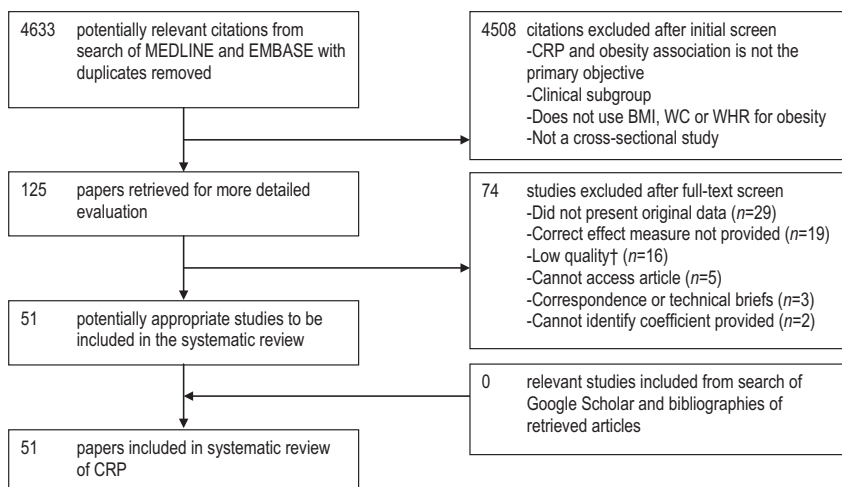 4633 potentially relevant citations from
search of MEDLINE and EMBASE with
duplicates removed
4508 citations excluded after initial screen
-CRP and obesity association is not the
primary objective
-Clinical subgroup
-Does not use BMI, WC or WHR for obesity
-Not a cross-sectional study
125 papers retrieved for more detailed
evaluation
74 studies excluded after full-text screen
-Did not present original data (n=29)
-Correct effect measure not provided (n=19)
-Low quality† (n=16)
-Cannot access article (n=5)
-Correspondence or technical briefs (n=3)
-Cannot identify coefficient provided (n=2)
51 potentially appropriate studies to be
included in the systematic review
0 relevant studies included from search of
Google Scholar and bibliographies of
retrieved articles
51 papers included in systematic review
of CRP